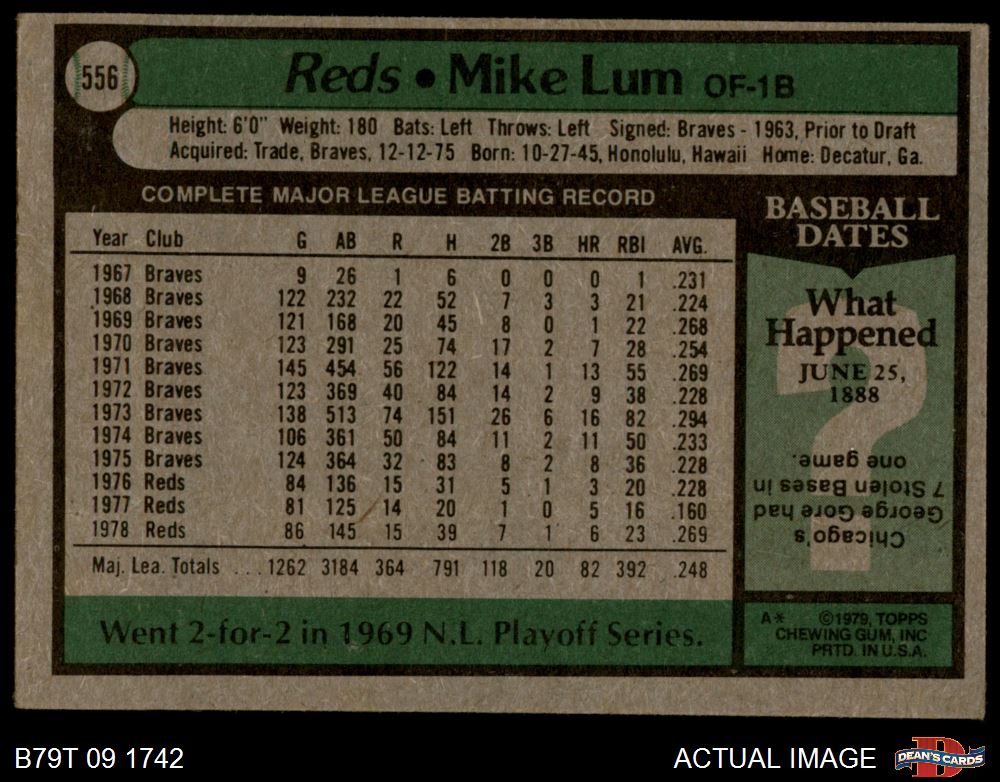 556
Reds • Mike Lum OF-1B
Height: 6'0" Weight: 180 Bats: Left Throws: Left Signed: Braves - 1963, Prior to Draft
Acquired: Trade, Braves, 12-12-75 Born: 10-27-45, Honolulu, Hawaii Home: Decatur, Ga.
COMPLETE MAJOR LEAGUE BATTING RECORD
Year Club G AB R H 2B 3B HR RBI AVG.
1967 Braves 9 26 1 6 0 0 0 1 .231
1968 Braves 122 232 22 52 7 3 3 21 .224
1969 Braves 121 168 20 45 8 0 1 22 .268
1970 Braves 123 291 25 74 17 2 7 28 .254
1971 Braves 145 454 56 122 14 1 13 55 .269
1972 Braves 123 369 40 84 14 2 9 38 .228
1973 Braves 138 513 74 151 26 6 16 82 .294
1974 Braves 106 361 50 84 11 2 11 50 .233
1975 Braves 124 364 32 83 8 2 8 36 .228
1976 Reds 84 136 15 31 5 1 3 20 .228
1977 Reds 81 125 14 20 1 0 5 16 .160
1978 Reds 86 145 15 39 7 1 6 23 .269
Maj. Lea. Totals ...1262 3184 364 791 118 20 82 392 .248
Went 2-for-2 in 1969 N.L. Playoff Series.
BASEBALL
DATES
What
Happened
JUNE 25,
1888
Chicago's
George Gore had
7 Stolen Bases in
one game.
A* ©1979, TOPPS
CHEWING GUM, INC
PRTD. IN U.S.A.
B79T 09 1742
ACTUAL IMAGE
D
DEAN'S CARDS